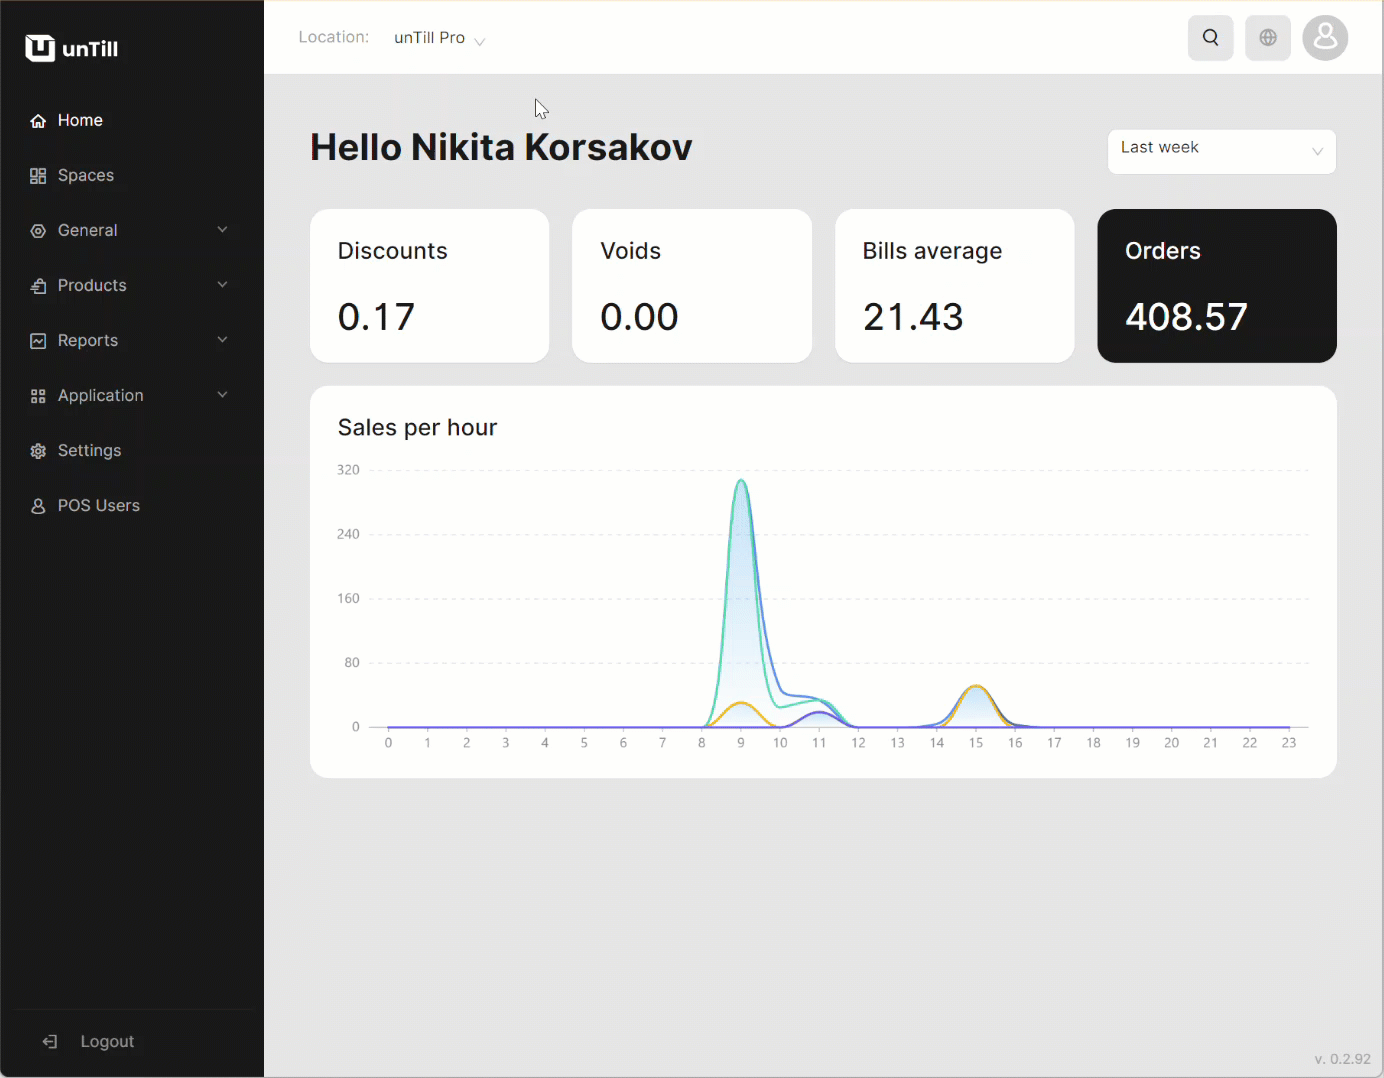 unTill
Location: unTill Pro
Home
Spaces
General
Products
Reports
Application
Settings
POS Users
Logout
Hello Nikita Korsakov
Last week
Discounts
0.17
Voids
0.00
Bills average
21.43
Orders
408.57
Sales per hour
320
240
160
80
0
0 1 2 3 4 5 6 7 8 9 10 11 12 13 14 15 16 17 18 19 20 21 22 23
v. 0.2.92